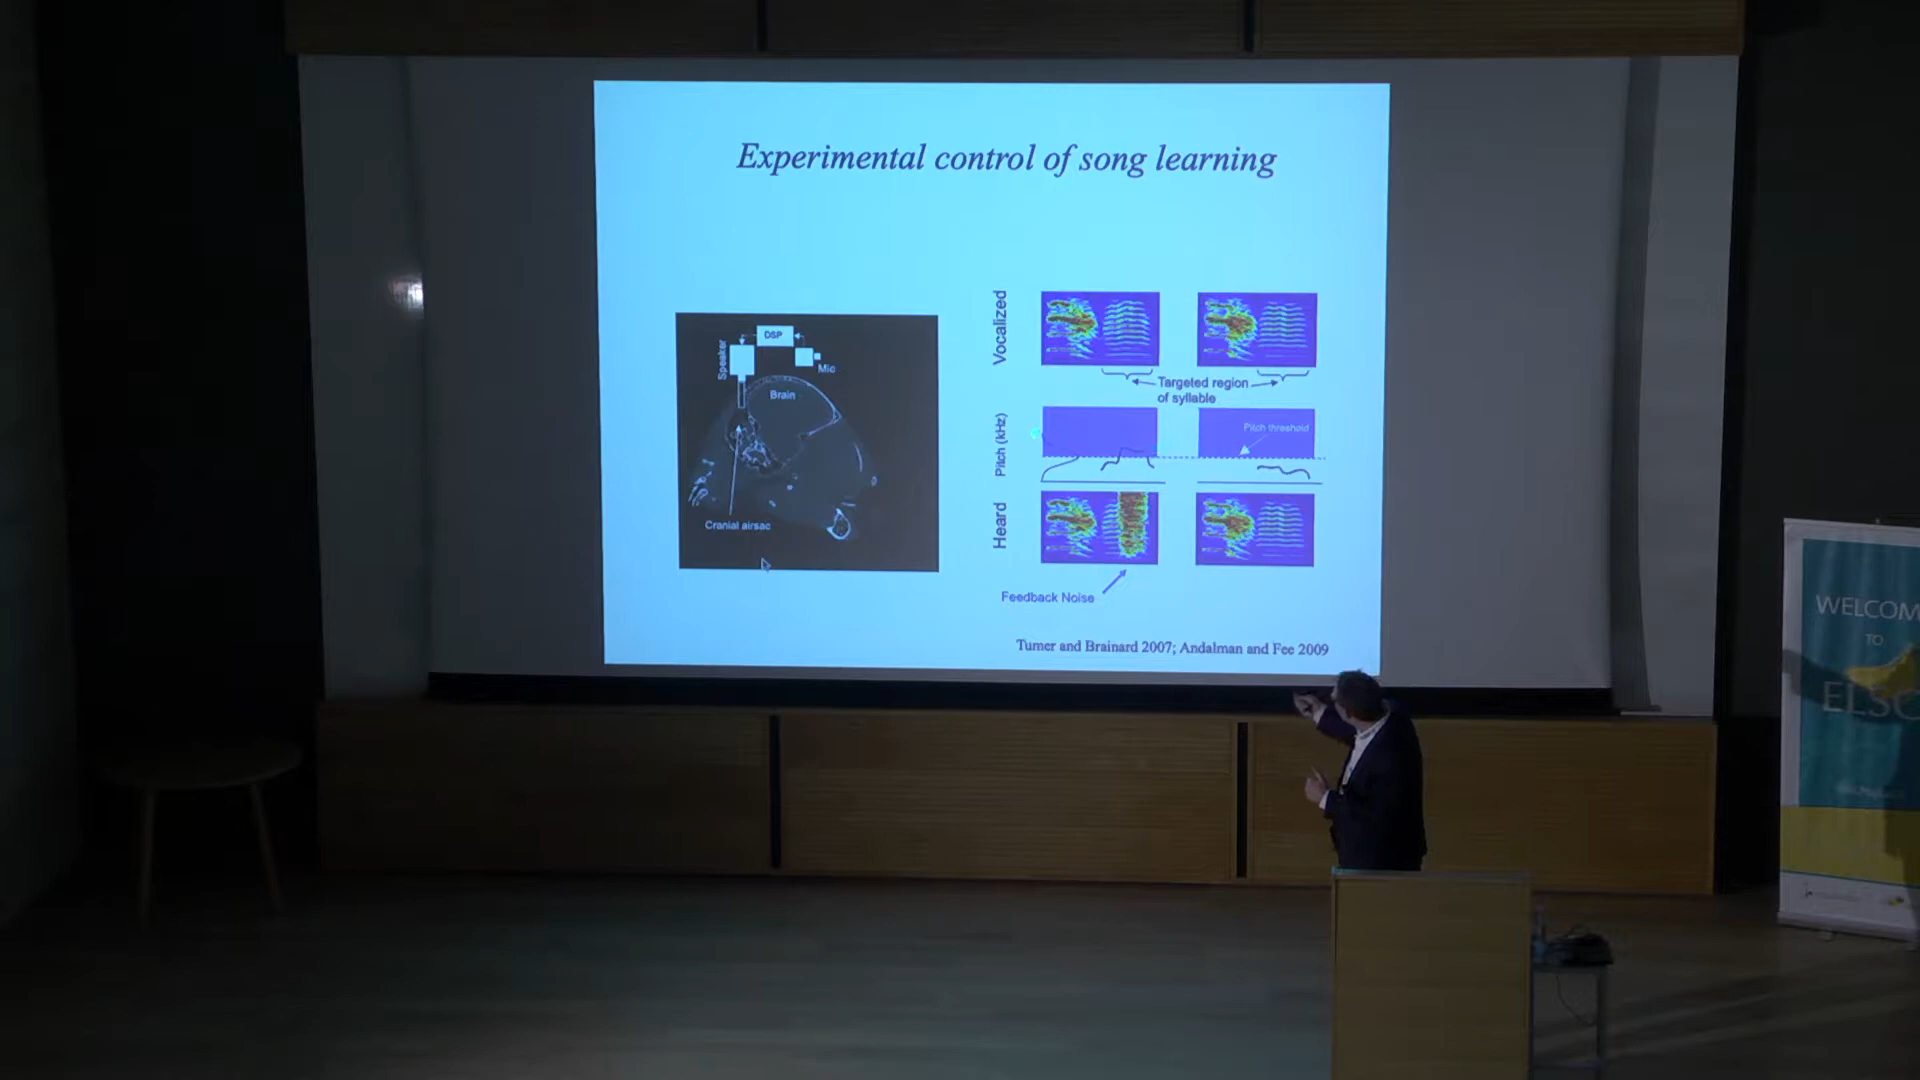 Experimental control of song learning
DSP
Speaker
Mic
Brain
Cranial airsac
Vocalized
Targeted region
of syllable
Pitch (kHz)
Pitch threshold
Heard
Feedback Noise
Tumer and Brainard 2007; Andalman and Fee 2009
WELCOM
TO
ELSC